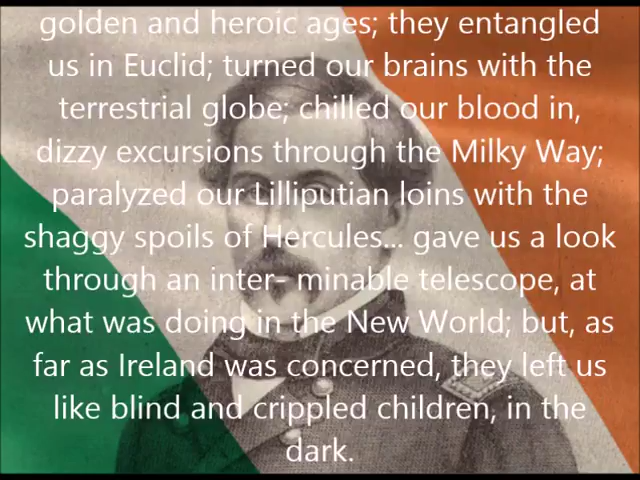 golden and heroic ages; they entangled
us in Euclid; turned our brains with the
terrestrial globe; chilled our blood in,
dizzy excursions through the Milky Way;
paralyzed our Lilliputian loins with the
shaggy spoils of Hercules... gave us a look
through an inter- minable telescope, at
what was doing in the New World; but, as
far as Ireland was concerned, they left us
like blind and crippled children, in the
dark.